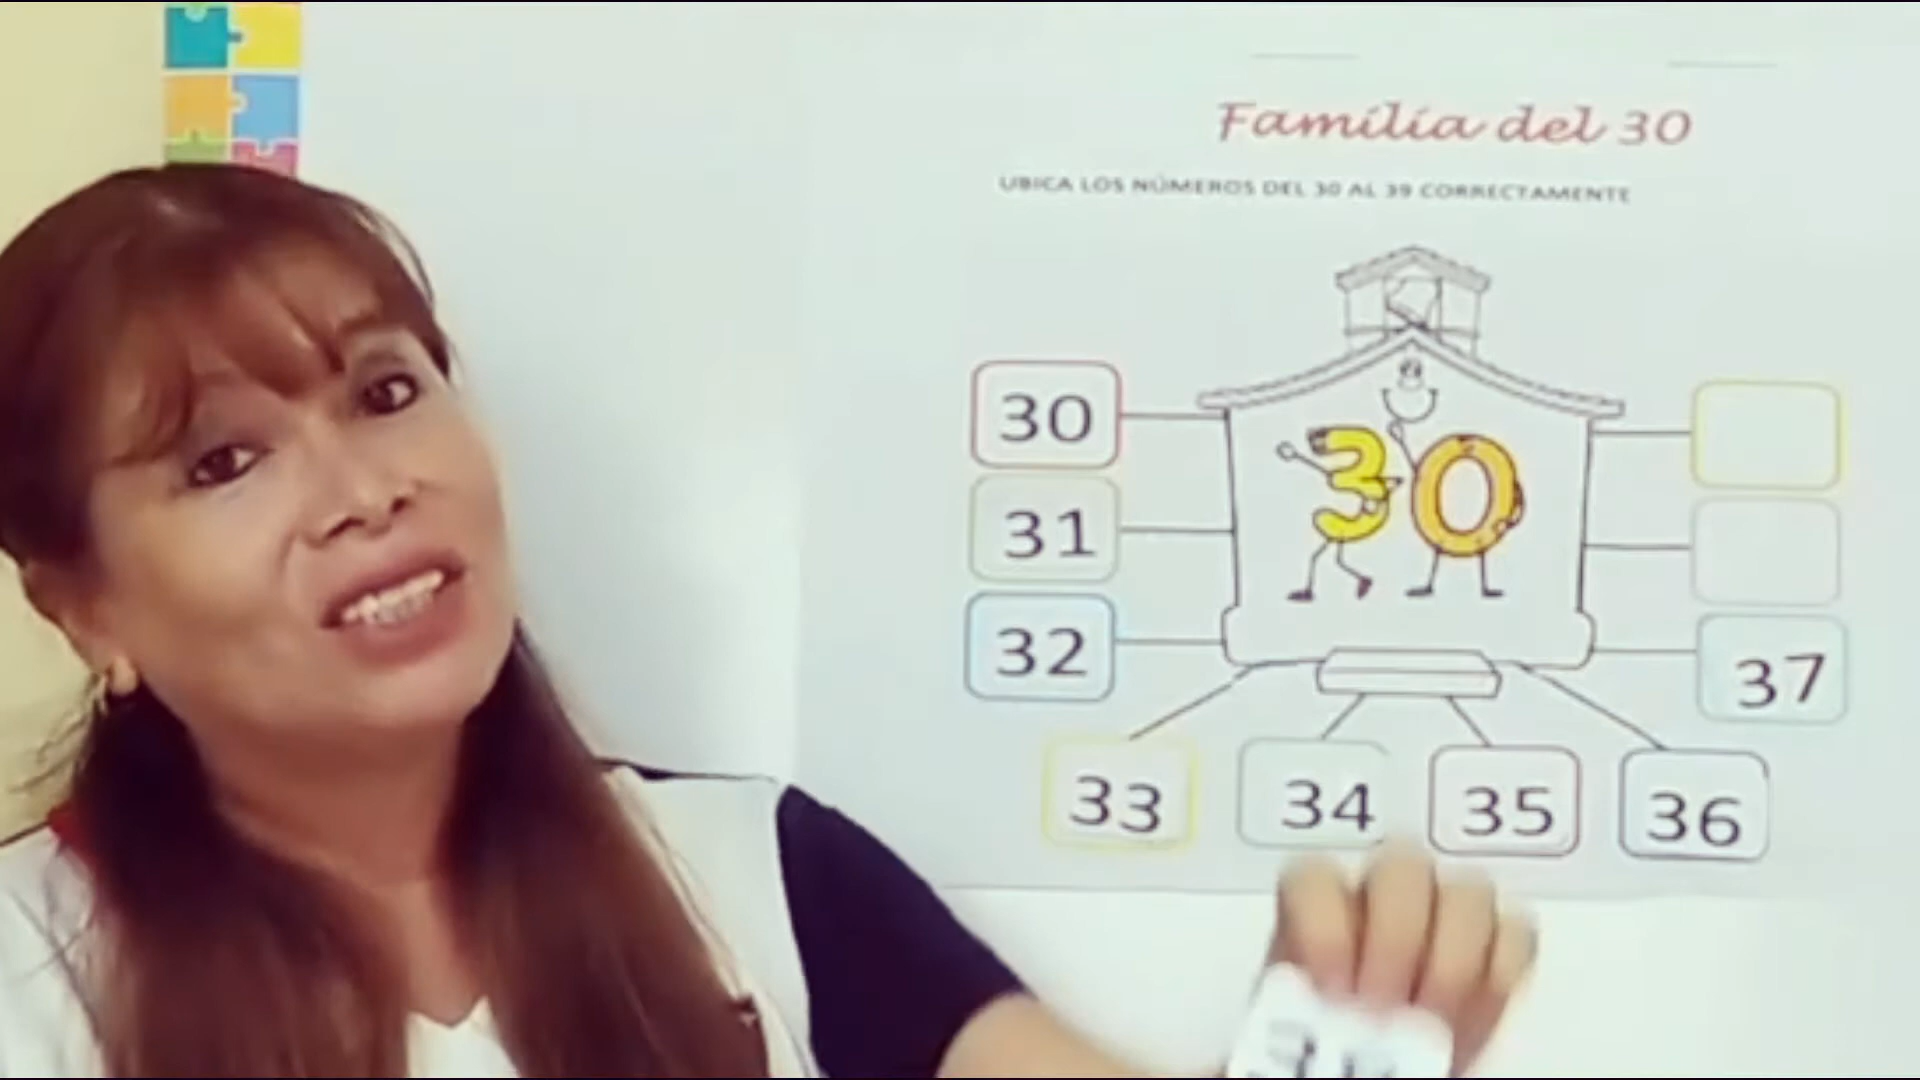 Familia del 30
UBICA LOS NÚMEROS DEL 30 AL 39 CORRECTAMENTE
30
31
30
32
37
33 34 35 36